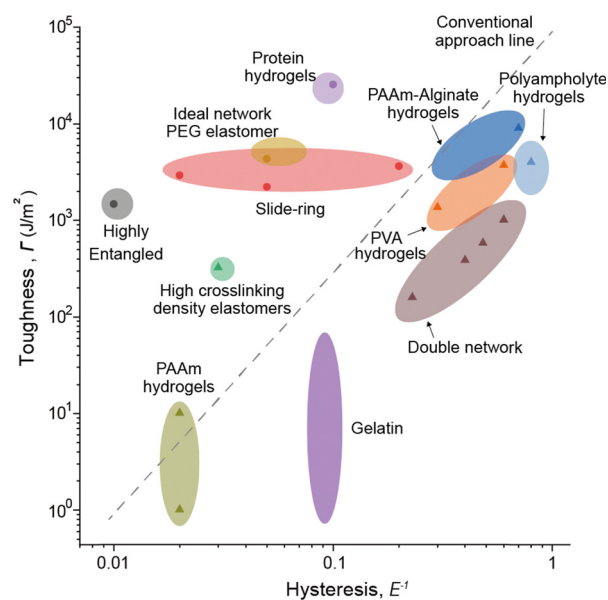 10⁵
10⁴
10³
10²
10¹
10⁰
Toughness , Γ (J/m²)
Conventional
approach line
Protein
hydrogels
Polyampholyte
hydrogels
PAAm-Alginate
hydrogels
Ideal network
PEG elastomer
Slide-ring
Highly
Entangled
PVA
hydrogels
High crosslinking
density elastomers
Double network
PAAm
hydrogels
Gelatin
0.01
0.1
1
Hysteresis, E⁻¹